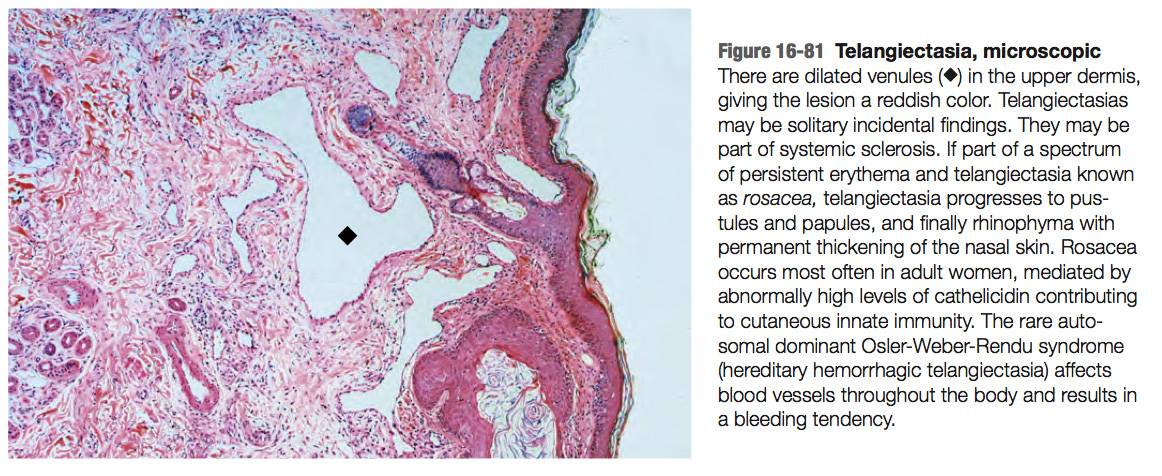 Figure 16-81 Telangiectasia, microscopic
There are dilated venules (◆) in the upper dermis,
giving the lesion a reddish color. Telangiectasias
may be solitary incidental findings. They may be
part of systemic sclerosis. If part of a spectrum
of persistent erythema and telangiectasia known
as rosacea, telangiectasia progresses to pus-
tules and papules, and finally rhinophyma with
permanent thickening of the nasal skin. Rosacea
occurs most often in adult women, mediated by
abnormally high levels of cathelicidin contributing
to cutaneous innate immunity. The rare auto-
somal dominant Osler-Weber-Rendu syndrome
(hereditary hemorrhagic telangiectasia) affects
blood vessels throughout the body and results in
a bleeding tendency.